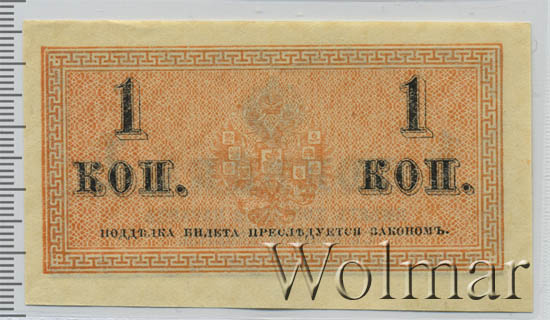 1 1
КОП. КОП.
ПОДДѢЛКА БИЛЕТА ПРЕСЛѢДУЕТСЯ ЗАКОНОМЪ.
Wolmar